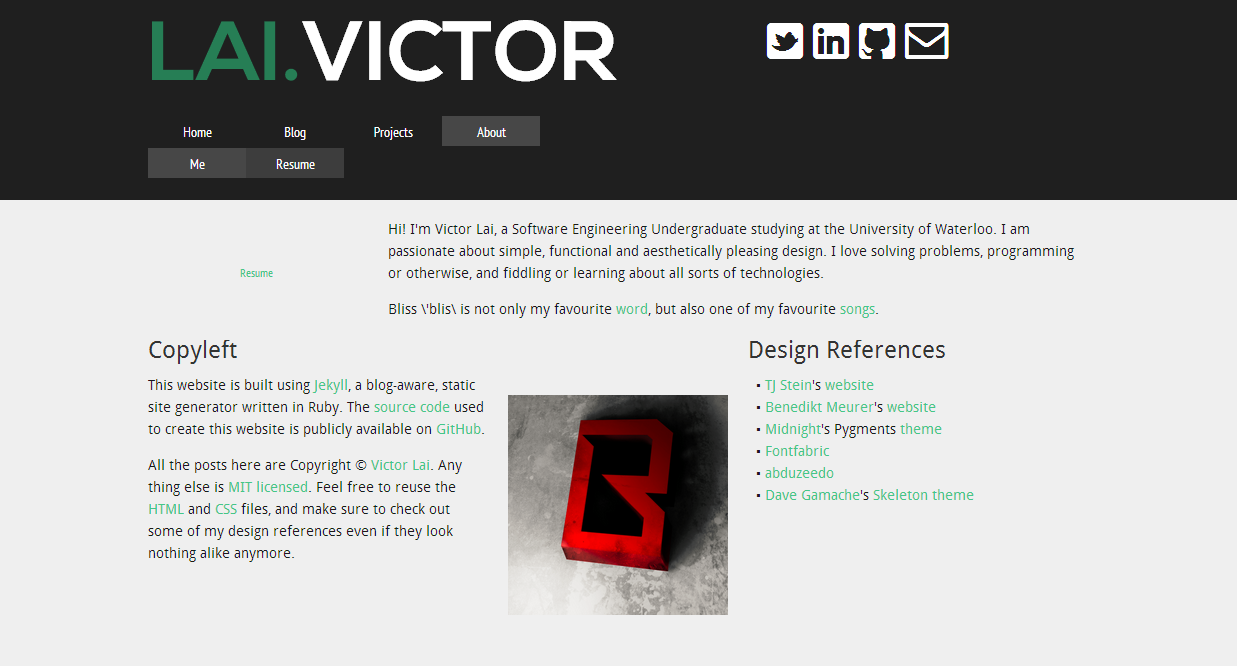 LAI.VICTOR
Home
Blog
Projects
About
Me
Resume
Resume
Hi! I'm Victor Lai, a Software Engineering Undergraduate studying at the University of Waterloo. I am
passionate about simple, functional and aesthetically pleasing design. I love solving problems, programming
or otherwise, and fiddling or learning about all sorts of technologies.
Bliss \'blis\ is not only my favourite word, but also one of my favourite songs.
Copyleft
This website is built using Jekyll, a blog-aware, static
site generator written in Ruby. The source code used
to create this website is publicly available on GitHub.
All the posts here are Copyright © Victor Lai. Any
thing else is MIT licensed. Feel free to reuse the
HTML and CSS files, and make sure to check out
some of my design references even if they look
nothing alike anymore.
B
Design References
▪ TJ Stein's website
▪ Benedikt Meurer's website
▪ Midnight's Pygments theme
▪ Fontfabric
▪ abduzeedo
▪ Dave Gamache's Skeleton theme